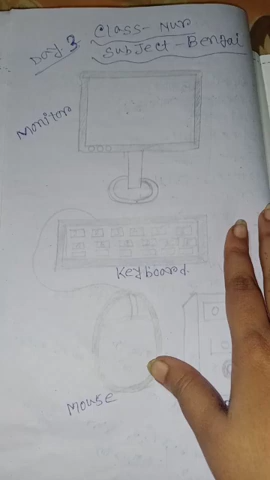 Day 3
Class - Nur
Subject - Bengai
Monitor
Keyboard
Mouse